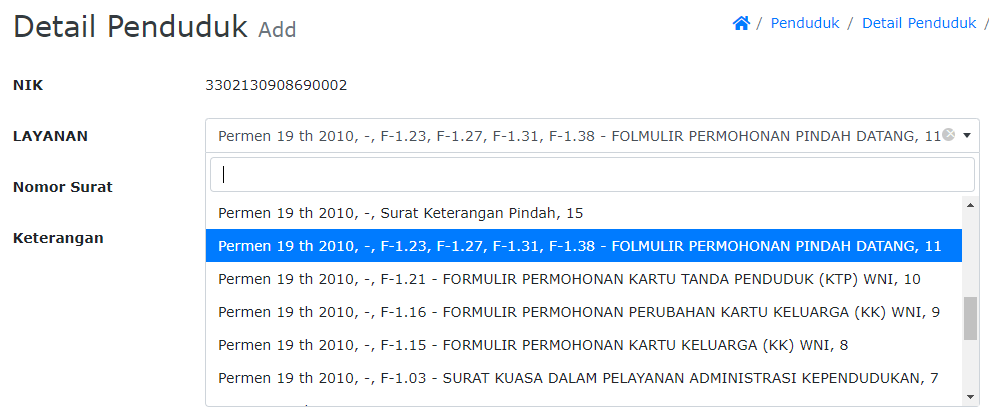 Detail Penduduk Add
/ Penduduk / Detail Penduduk /
NIK 3302130908690002
LAYANAN Permen 19 th 2010, -, F-1.23, F-1.27, F-1.31, F-1.38 - FOLMULIR PERMOHONAN PINDAH DATANG, 11
Nomor Surat
Permen 19 th 2010, -, Surat Keterangan Pindah, 15
Keterangan
Permen 19 th 2010, -, F-1.23, F-1.27, F-1.31, F-1.38 - FOLMULIR PERMOHONAN PINDAH DATANG, 11
Permen 19 th 2010, -, F-1.21 - FORMULIR PERMOHONAN KARTU TANDA PENDUDUK (KTP) WNI, 10
Permen 19 th 2010, -, F-1.16 - FORMULIR PERMOHONAN PERUBAHAN KARTU KELUARGA (KK) WNI, 9
Permen 19 th 2010, -, F-1.15 - FORMULIR PERMOHONAN KARTU KELUARGA (KK) WNI, 8
Permen 19 th 2010, -, F-1.03 - SURAT KUASA DALAM PELAYANAN ADMINISTRASI KEPENDUDUKAN, 7